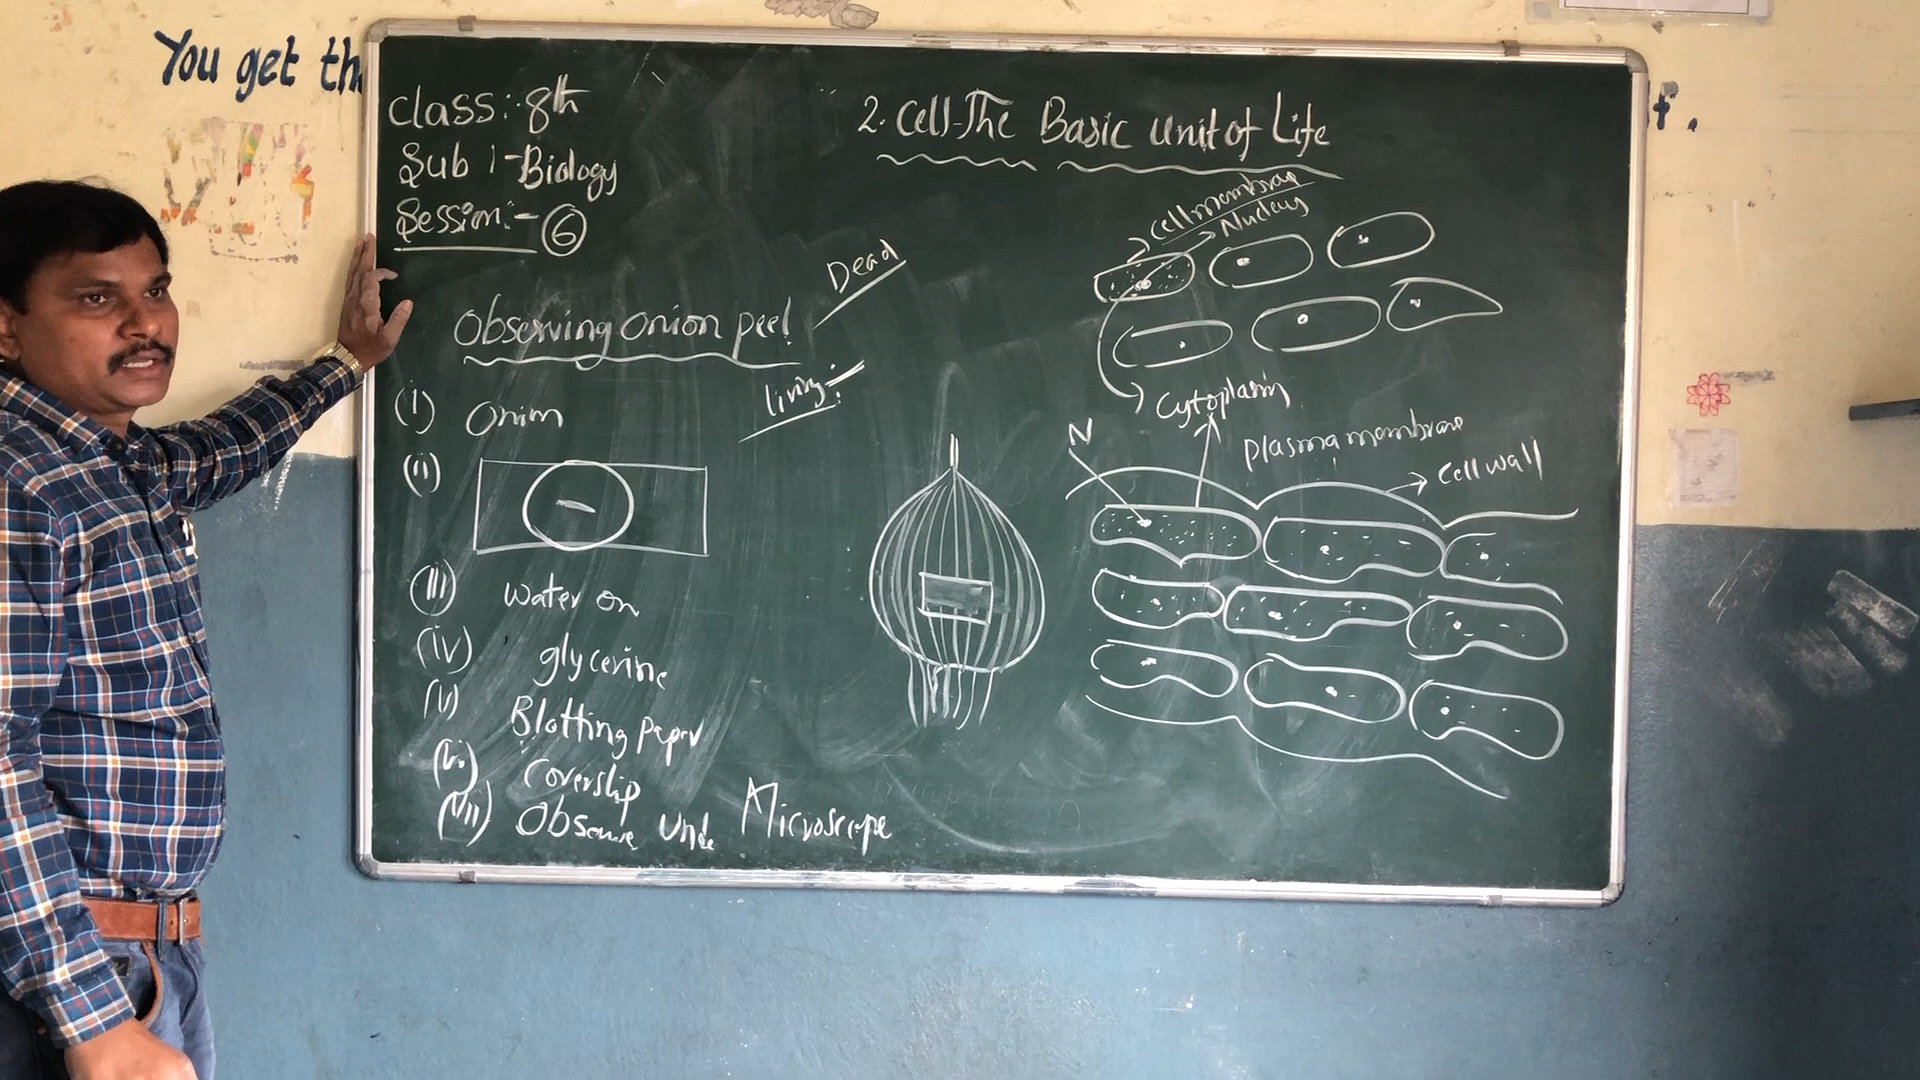 You get th
t.
Class:- 8th
Sub :- Biology
Session:- 6
2. Cell-The Basic Unit of Life
Observing Onion peel
Dead
living:-
(i) Onion
(ii)
(iii) Water on
(iv) glycerine
(v) Blotting paper
(vi) Coverslip
(vii) Observe Unde Microscope
Cell membrane
Nucleus
Cytoplasm
N
plasma membrane
Cell wall